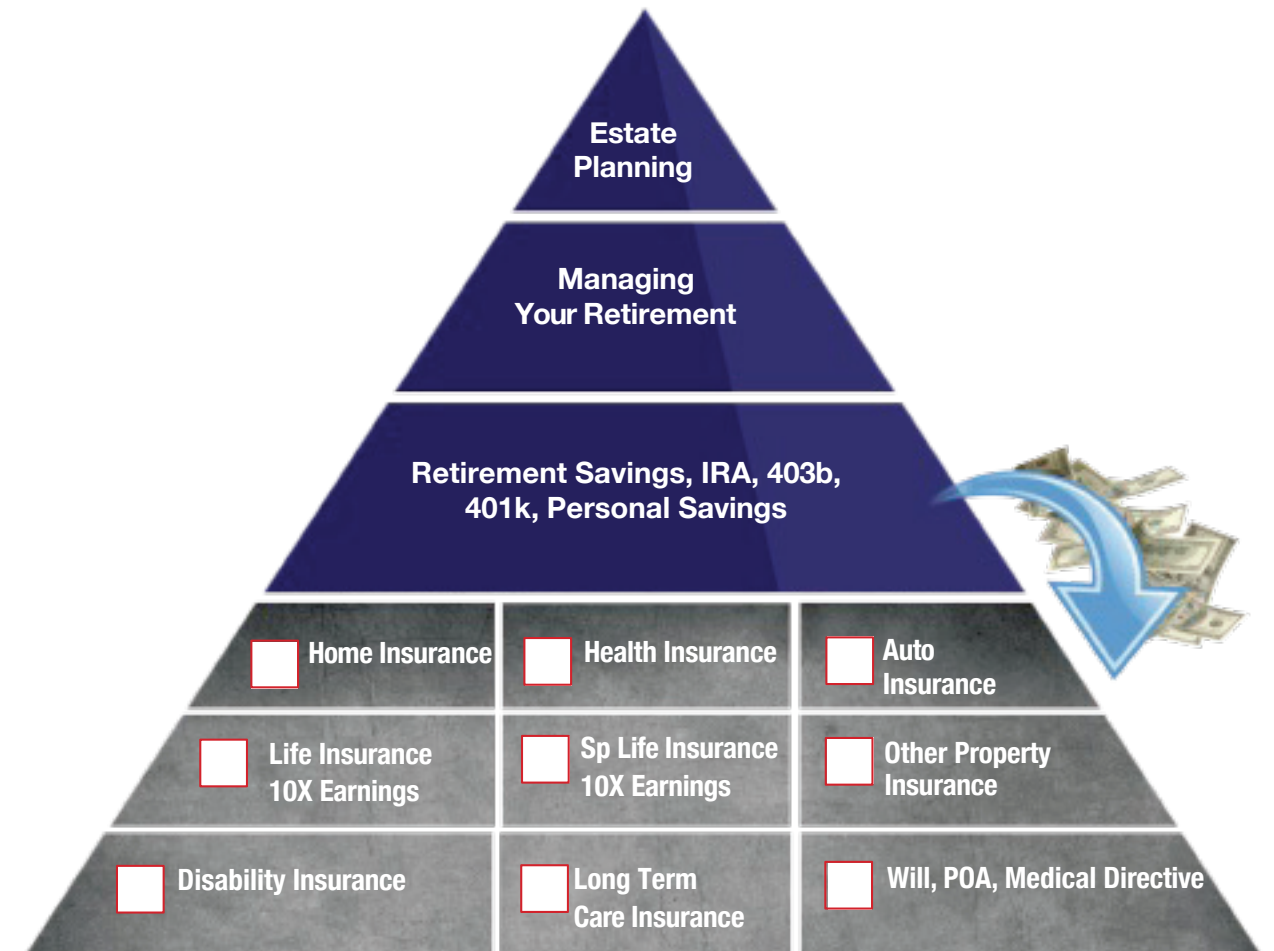 Estate
Planning
Managing
Your Retirement
Retirement Savings, IRA, 403b,
401k, Personal Savings
Home Insurance
Health Insurance
Auto
Insurance
Life Insurance
10X Earnings
Sp Life Insurance
10X Earnings
Other Property
Insurance
Disability Insurance
Long Term
Care Insurance
Will, POA, Medical Directive